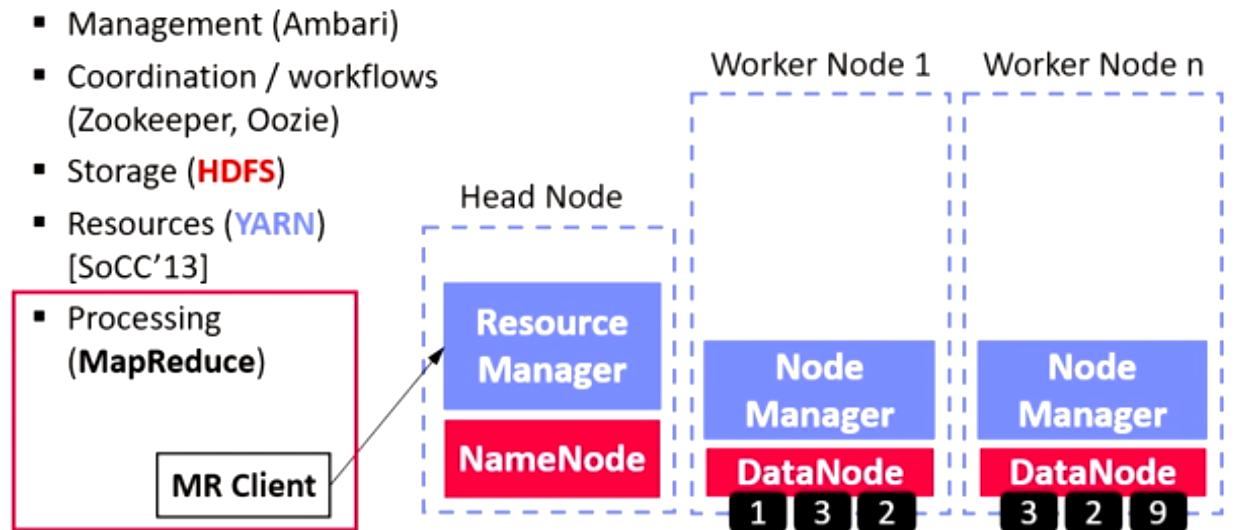 ▪ Management (Ambari)
▪ Coordination / workflows
(Zookeeper, Oozie)
▪ Storage (HDFS)
▪ Resources (YARN)
[SoCC'13]
▪ Processing
(MapReduce)
MR Client
Head Node
Resource
Manager
NameNode
Worker Node 1
Node
Manager
DataNode
1 3 2
Worker Node n
Node
Manager
DataNode
3 2 9